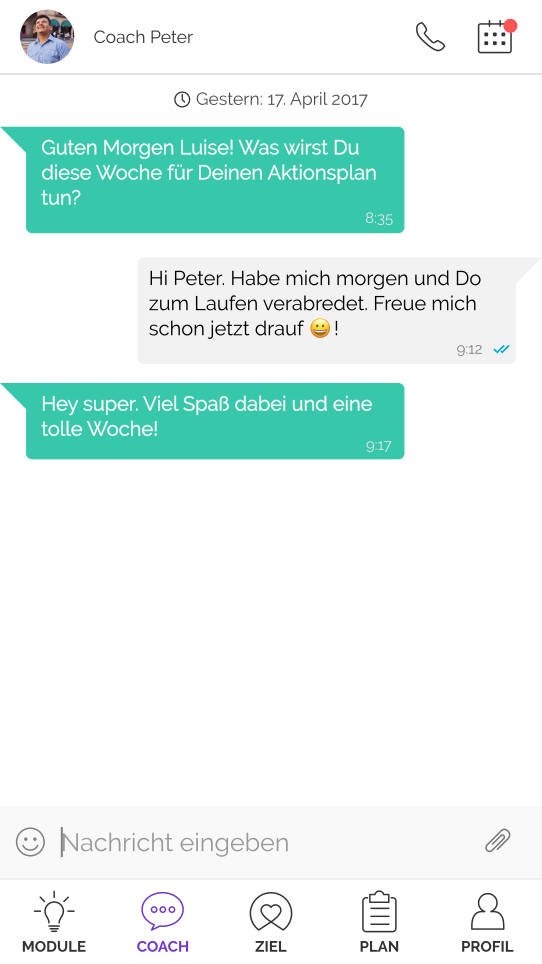 Coach Peter
Gestern: 17. April 2017
Guten Morgen Luise! Was wirst Du
diese Woche für Deinen Aktionsplan
tun?
8:35
Hi Peter. Habe mich morgen und Do
zum Laufen verabredet. Freue mich
schon jetzt drauf 😀 !
9:12
Hey super. Viel Spaß dabei und eine
tolle Woche!
9:17
Nachricht eingeben
MODULE COACH ZIEL PLAN PROFIL